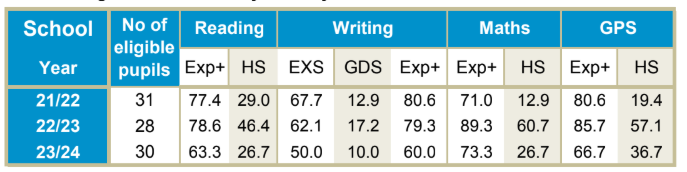 School No of eligible pupils Reading Writing Maths GPS
Year Exp+ HS EXS GDS Exp+ Exp+ HS Exp+ HS
21/22 31 77.4 29.0 67.7 12.9 80.6 71.0 12.9 80.6 19.4
22/23 28 78.6 46.4 62.1 17.2 79.3 89.3 60.7 85.7 57.1
23/24 30 63.3 26.7 50.0 10.0 60.0 73.3 26.7 66.7 36.7